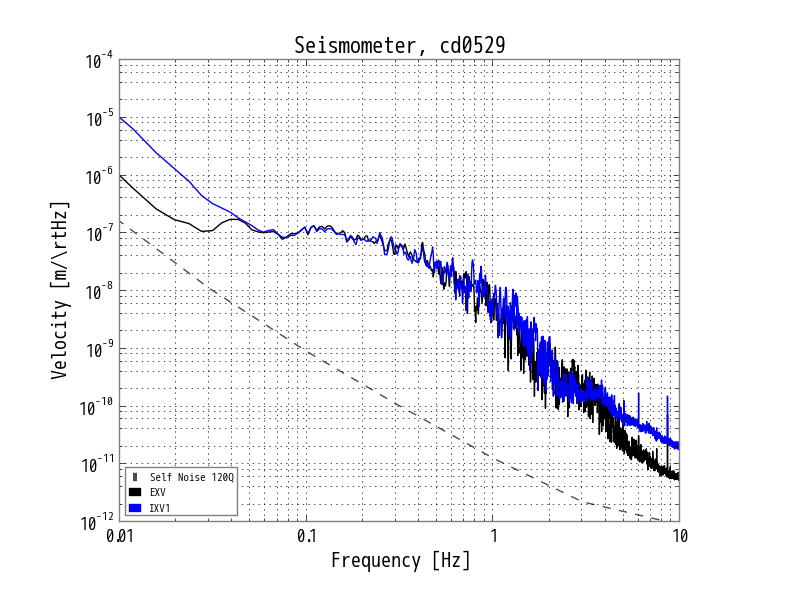 Seismometer, cd0529
10^-4
10^-5
10^-6
10^-7
10^-8
10^-9
10^-10
10^-11
10^-12
Velocity [m/\rtHz]
Self Noise 120Q
EXV
IXV1
0.01
0.1
1
10
Frequency [Hz]